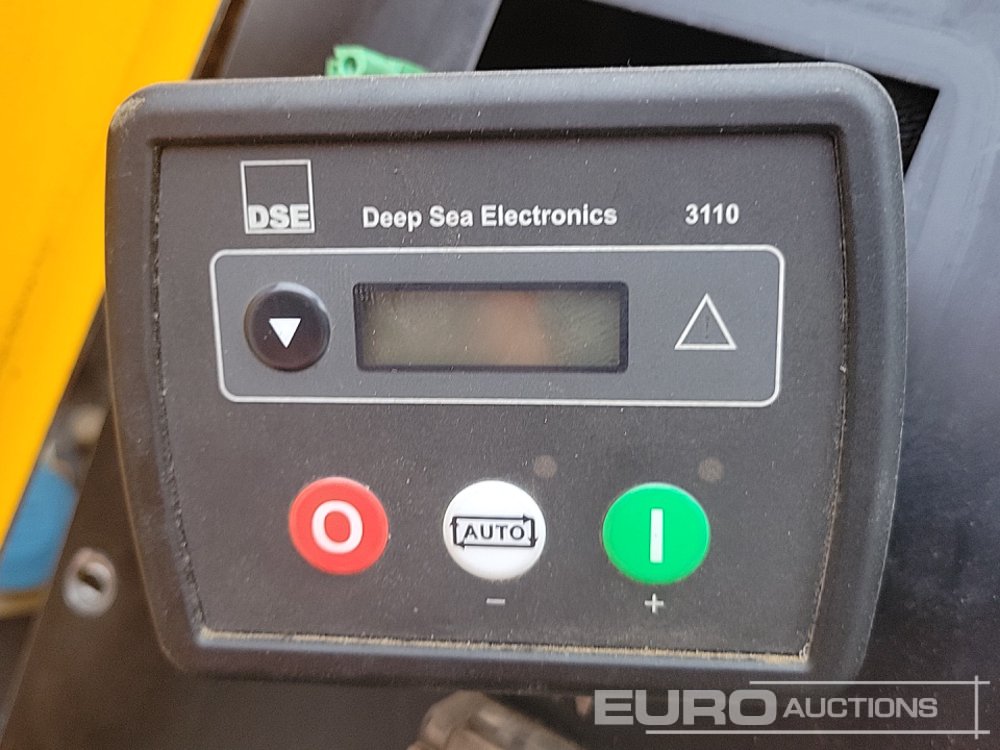 DSE
Deep Sea Electronics 3110
O
AUTO
I
- +
EURO AUCTIONS